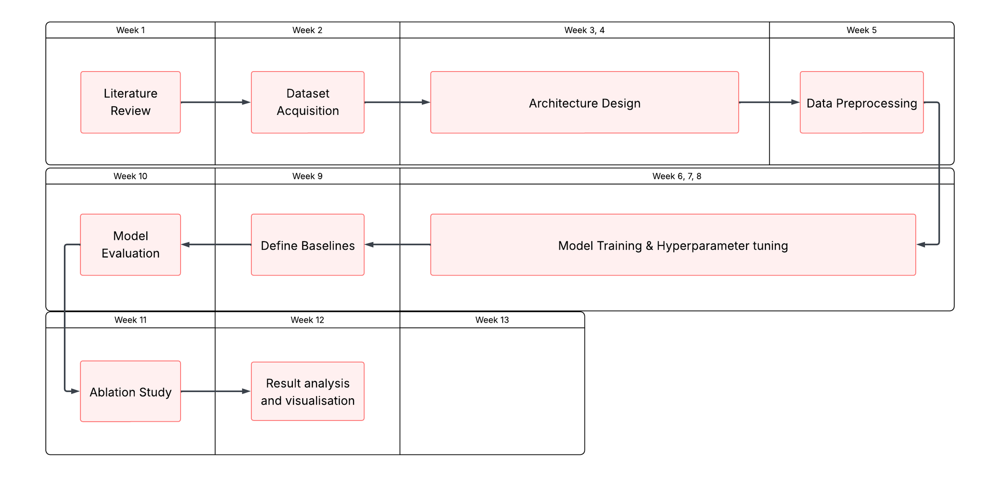 Week 1
Week 2
Week 3, 4
Week 5
Literature
Review
Dataset
Acquisition
Architecture Design
Data Preprocessing
Week 10
Week 9
Week 6, 7, 8
Model
Evaluation
Define Baselines
Model Training & Hyperparameter tuning
Week 11
Week 12
Week 13
Ablation Study
Result analysis
and visualisation